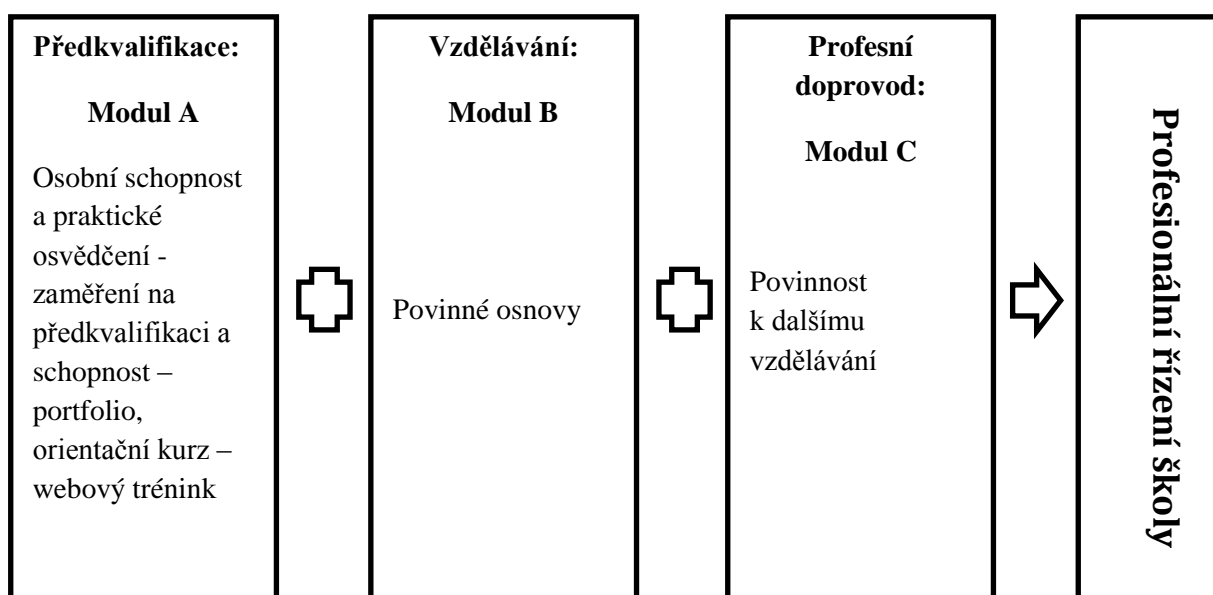 Předkvalifikace:
Modul A
Osobní schopnost
a praktické
osvědčení -
zaměření na
předkvalifikaci a
schopnost –
portfolio,
orientační kurz –
webový trénink
Vzdělávání:
Modul B
Povinné osnovy
Profesní
doprovod:
Modul C
Povinnost
k dalšímu
vzdělávání
Profesionální řízení školy